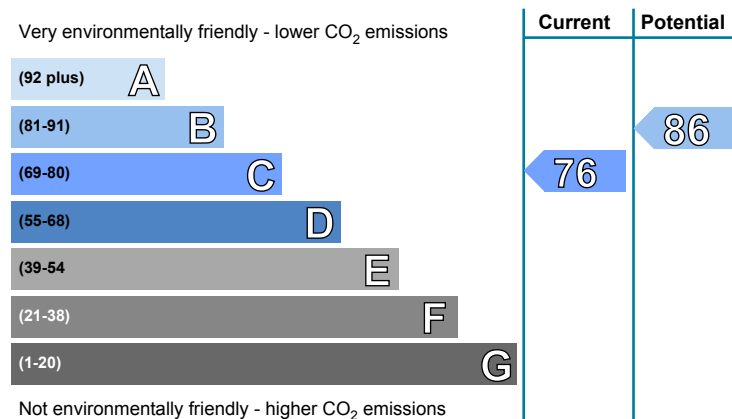 Current Potential
Very environmentally friendly - lower CO₂ emissions
(92 plus) A
(81-91) B 86
(69-80) C 76
(55-68) D
(39-54 E
(21-38) F
(1-20) G
Not environmentally friendly - higher CO₂ emissions